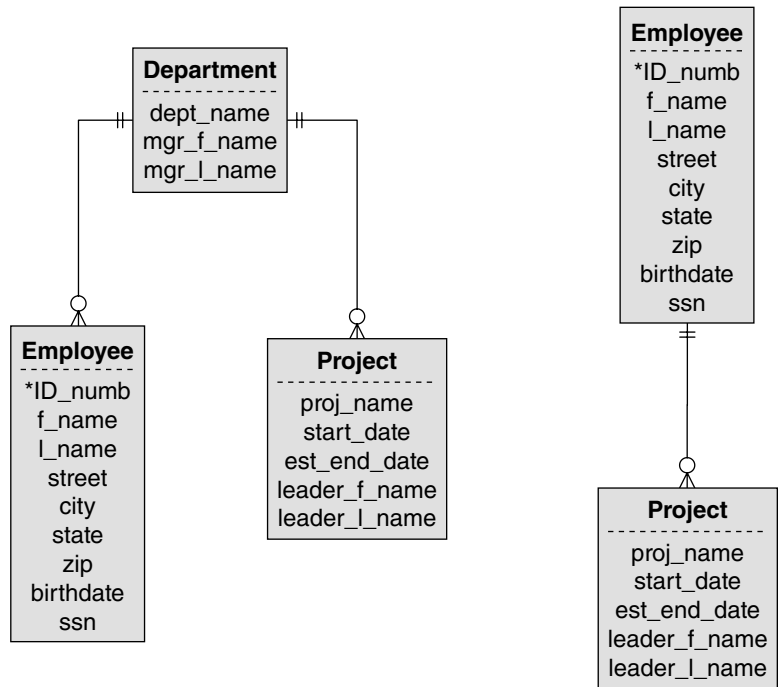 Department
dept_name
mgr_f_name
mgr_l_name
Employee
*ID_numb
f_name
l_name
street
city
state
zip
birthdate
ssn
Project
proj_name
start_date
est_end_date
leader_f_name
leader_l_name
Employee
*ID_numb
f_name
l_name
street
city
state
zip
birthdate
ssn
Project
proj_name
start_date
est_end_date
leader_f_name
leader_l_name